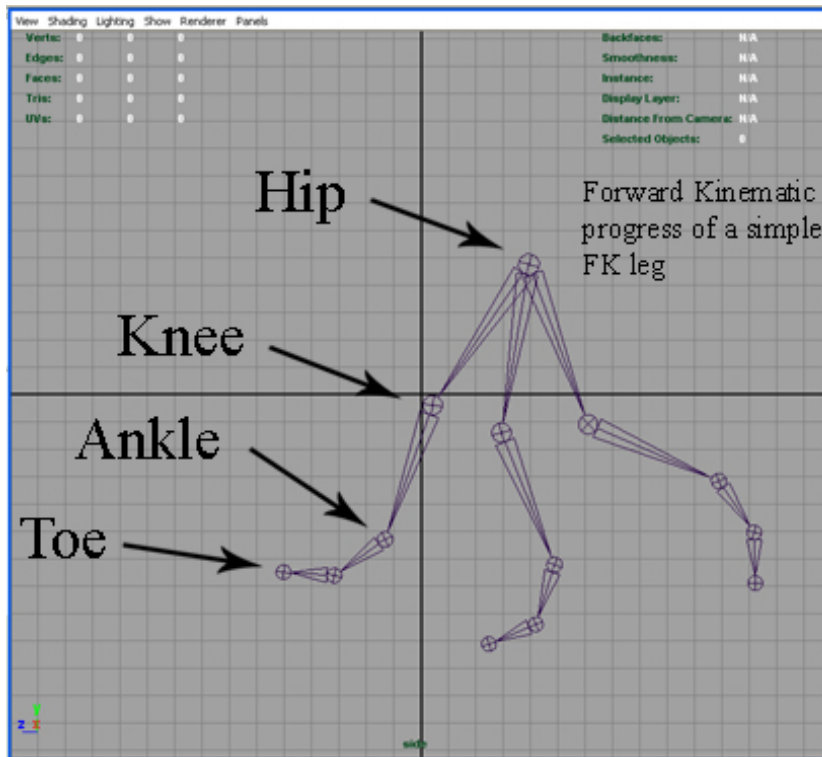 View Shading Lighting Show Renderer Panels
Verts: 0 0 0
Edges: 0 0 0
Faces: 0 0 0
Tris: 0 0 0
UVs: 0 0 0
Backfaces: N/A
Smoothness: N/A
Instance: N/A
Display Layer: N/A
Distance From Camera: N/A
Selected Objects: 0
Hip
Forward Kinematic
progress of a simple
FK leg
Knee
Ankle
Toe
Y
Z
side